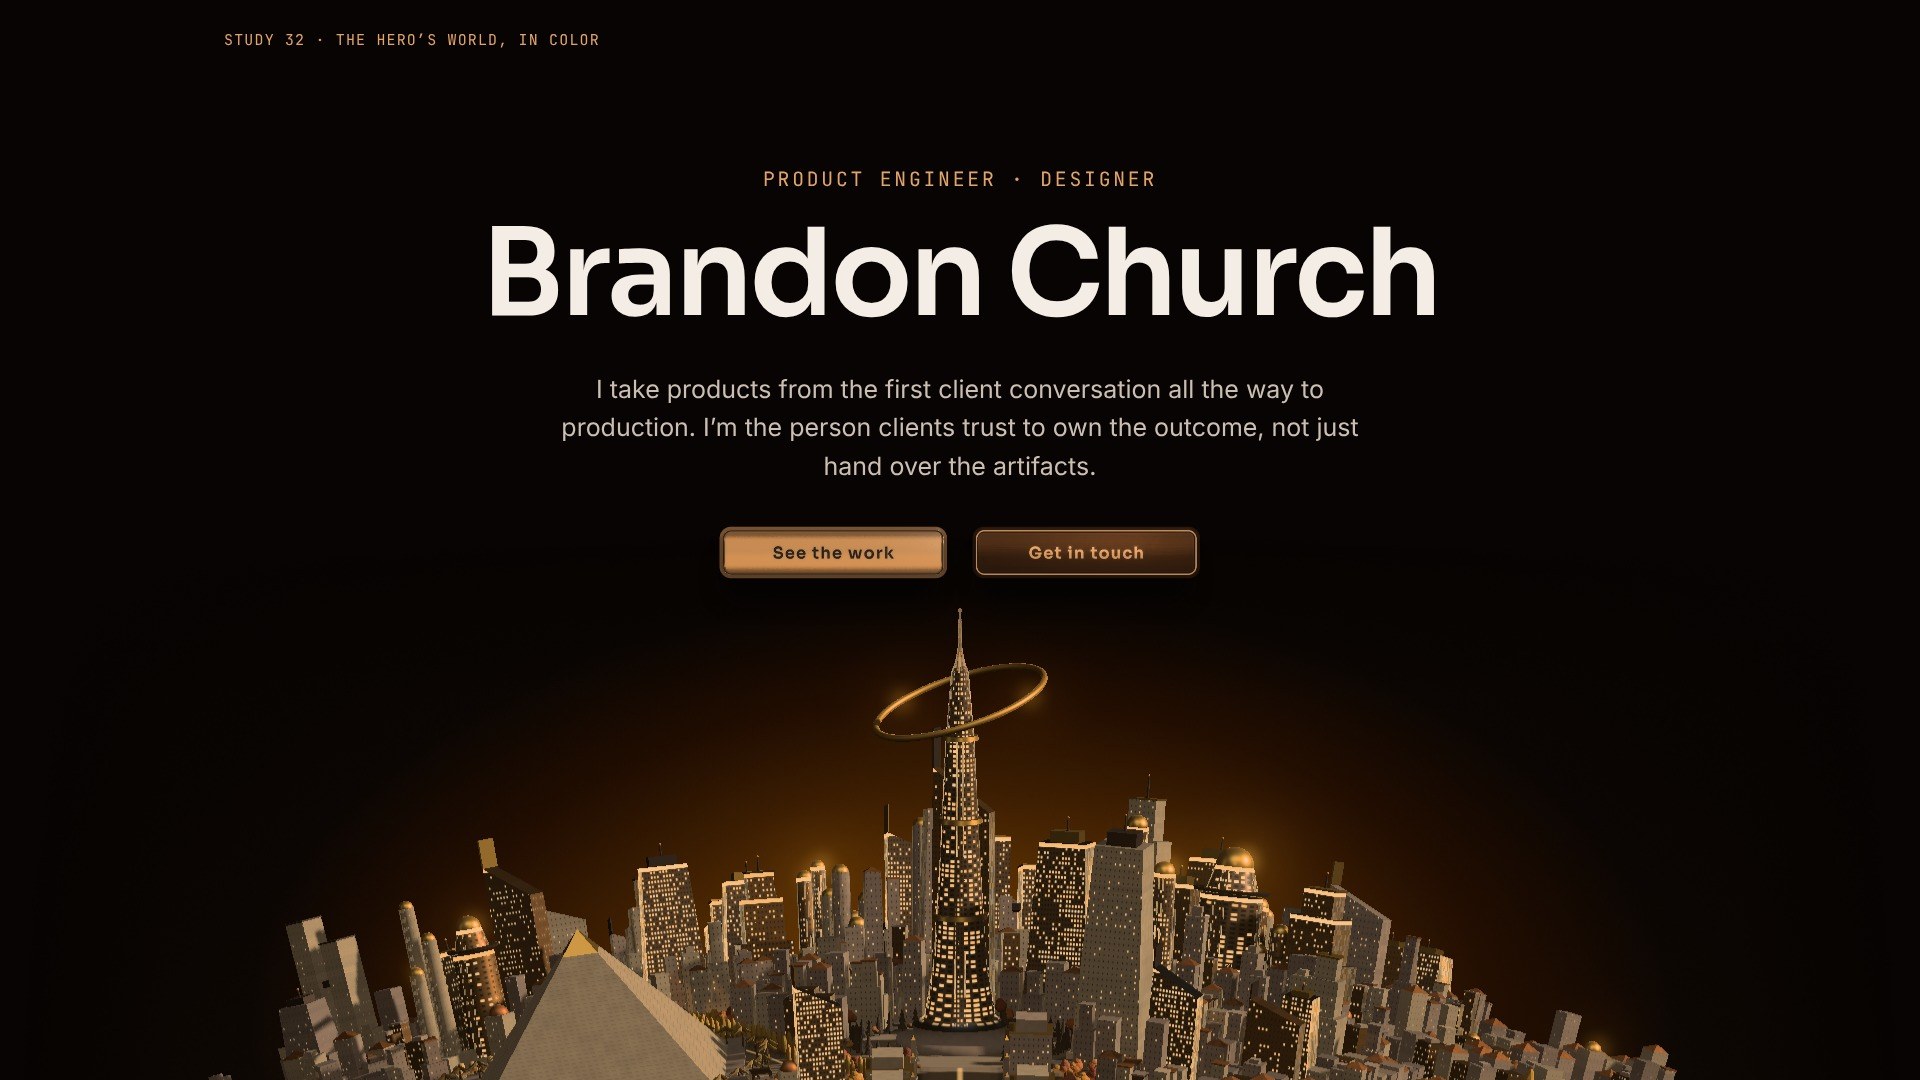 STUDY 32 · THE HERO’S WORLD, IN COLOR
PRODUCT ENGINEER · DESIGNER
Brandon Church
I take products from the first client conversation all the way to
production. I’m the person clients trust to own the outcome, not just
hand over the artifacts.
See the work
Get in touch